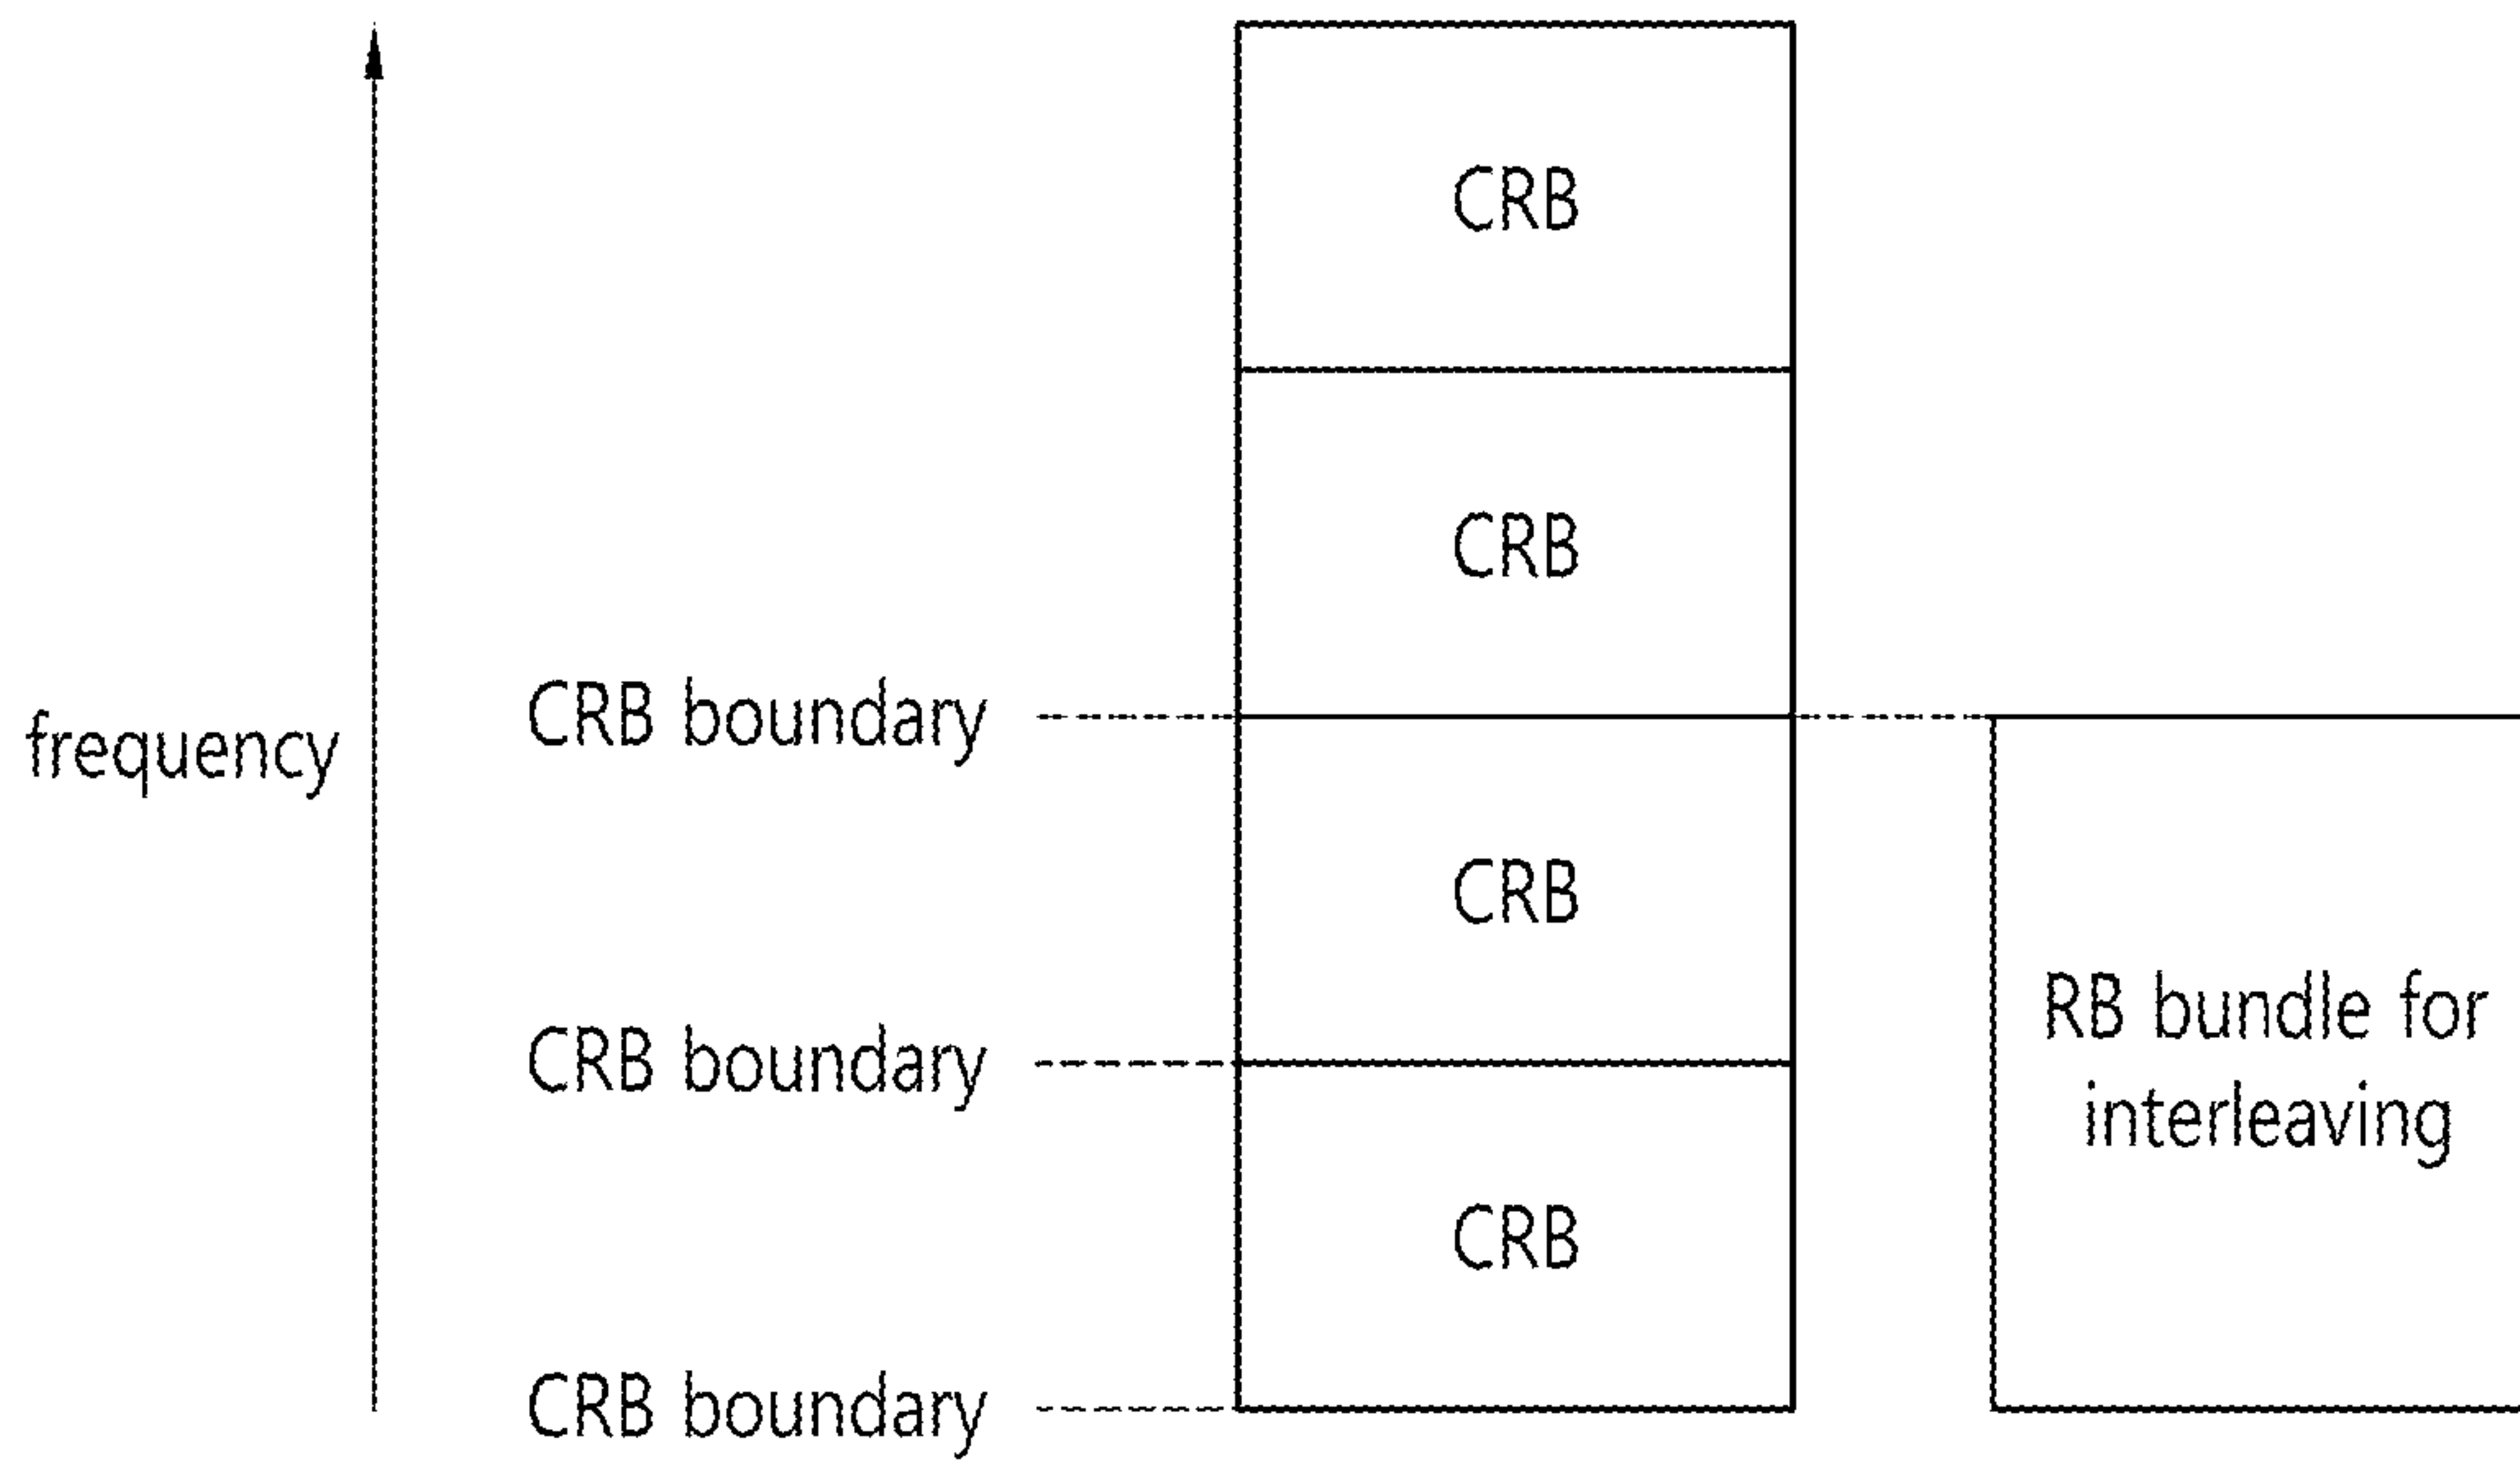 CRB
CRB
CRB boundary
frequency
CRB
RB bundle for
interleaving
CRB boundary
CRB
CRB boundary